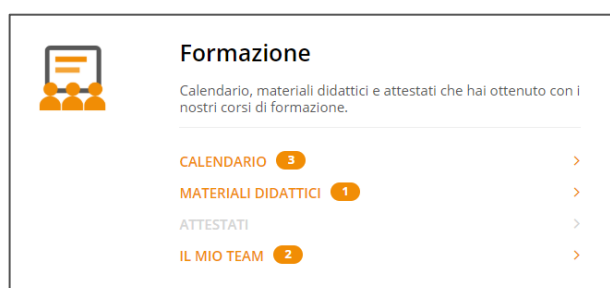 Formazione
Calendario, materiali didattici e attestati che hai ottenuto con i
nostri corsi di formazione.
CALENDARIO 3
MATERIALI DIDATTICI 1
ATTESTATI
IL MIO TEAM 2